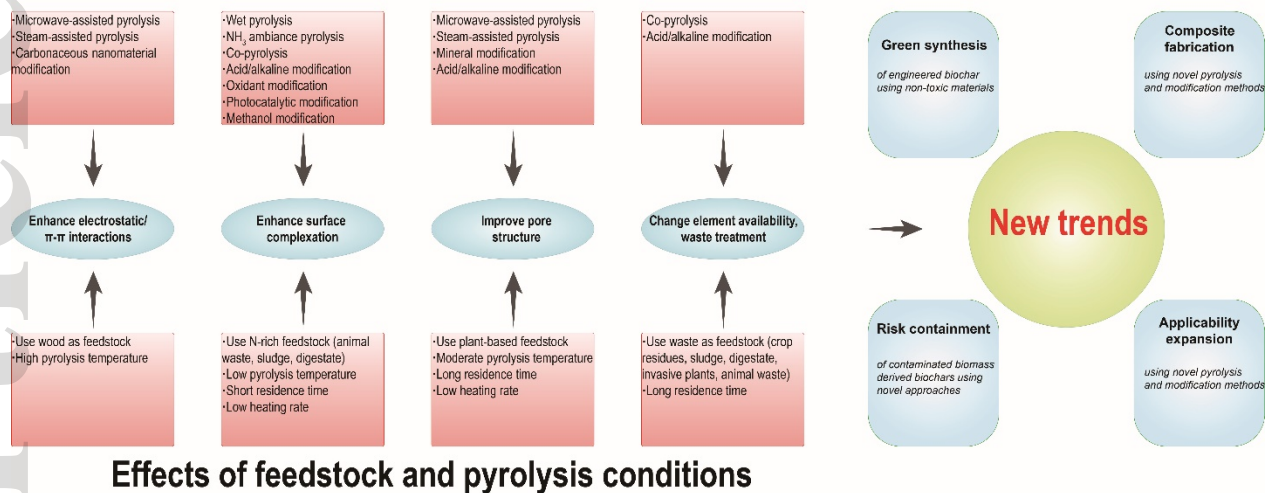 ·Microwave-assisted pyrolysis
·Steam-assisted pyrolysis
·Carbonaceous nanomaterial
modification
·Wet pyrolysis
·NH₃ ambiance pyrolysis
·Co-pyrolysis
·Acid/alkaline modification
·Oxidant modification
·Photocatalytic modification
·Methanol modification
·Microwave-assisted pyrolysis
·Steam-assisted pyrolysis
·Mineral modification
·Acid/alkaline modification
·Co-pyrolysis
·Acid/alkaline modification
Enhance electrostatic/
π-π interactions
Enhance surface
complexation
Improve pore
structure
Change element availability,
waste treatment
·Use wood as feedstock
·High pyrolysis temperature
·Use N-rich feedstock (animal
waste, sludge, digestate)
·Low pyrolysis temperature
·Short residence time
·Low heating rate
·Use plant-based feedstock
·Moderate pyrolysis temperature
·Long residence time
·Low heating rate
·Use waste as feedstock (crop
residues, sludge, digestate,
invasive plants, animal waste)
·Long residence time
Effects of feedstock and pyrolysis conditions
Green synthesis
of engineered biochar
using non-toxic materials
Composite
fabrication
using novel pyrolysis
and modification methods
New trends
Risk containment
of contaminated biomass
derived biochars using
novel approaches
Applicability
expansion
using novel pyrolysis
and modification methods